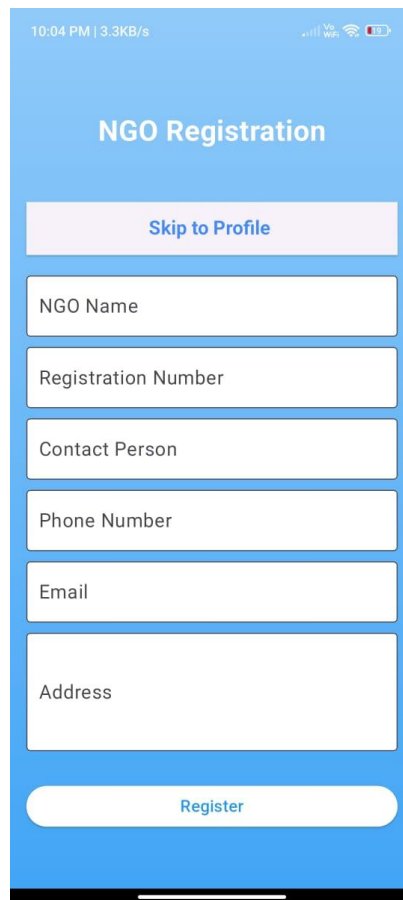 10:04 PM | 3.3KB/s Vo WiFi 19
NGO Registration
Skip to Profile
NGO Name
Registration Number
Contact Person
Phone Number
Email
Address
Register